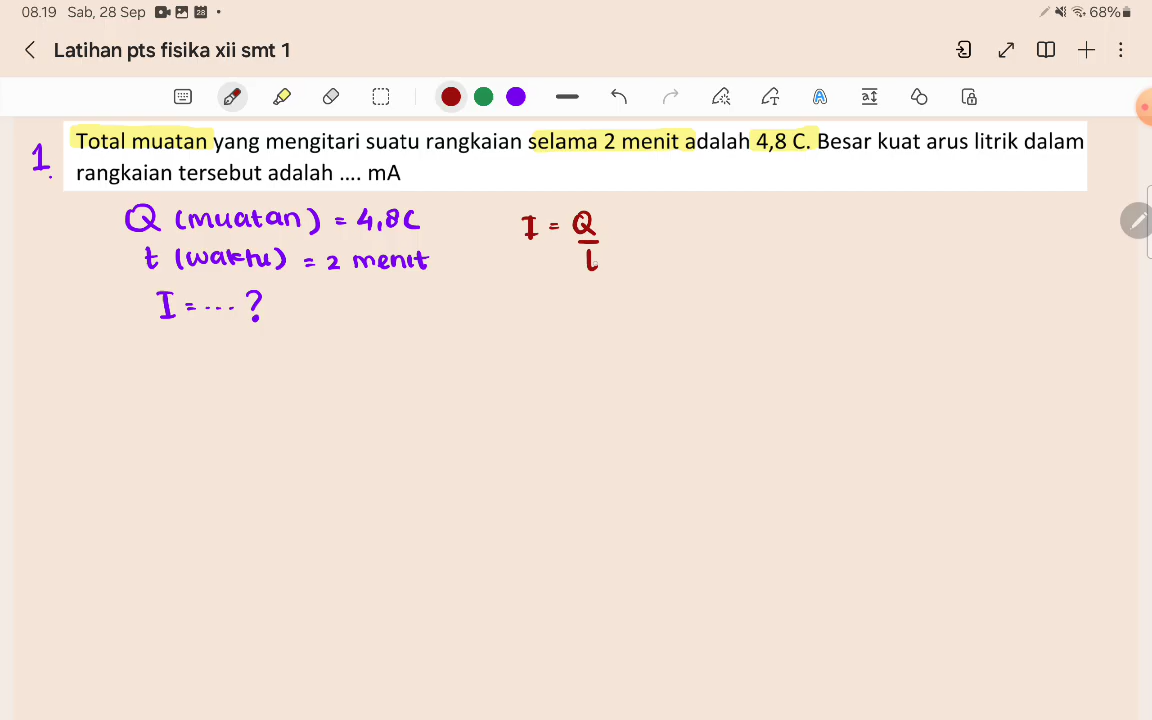 08.19 Sab, 28 Sep 28 68%
Latihan pts fisika xii smt 1
1.
Total muatan yang mengitari suatu rangkaian selama 2 menit adalah 4,8 C. Besar kuat arus litrik dalam
rangkaian tersebut adalah .... mA
Q (muatan) = 4,8C
I = Q
t (waktu) = 2 menit
I = ... ?